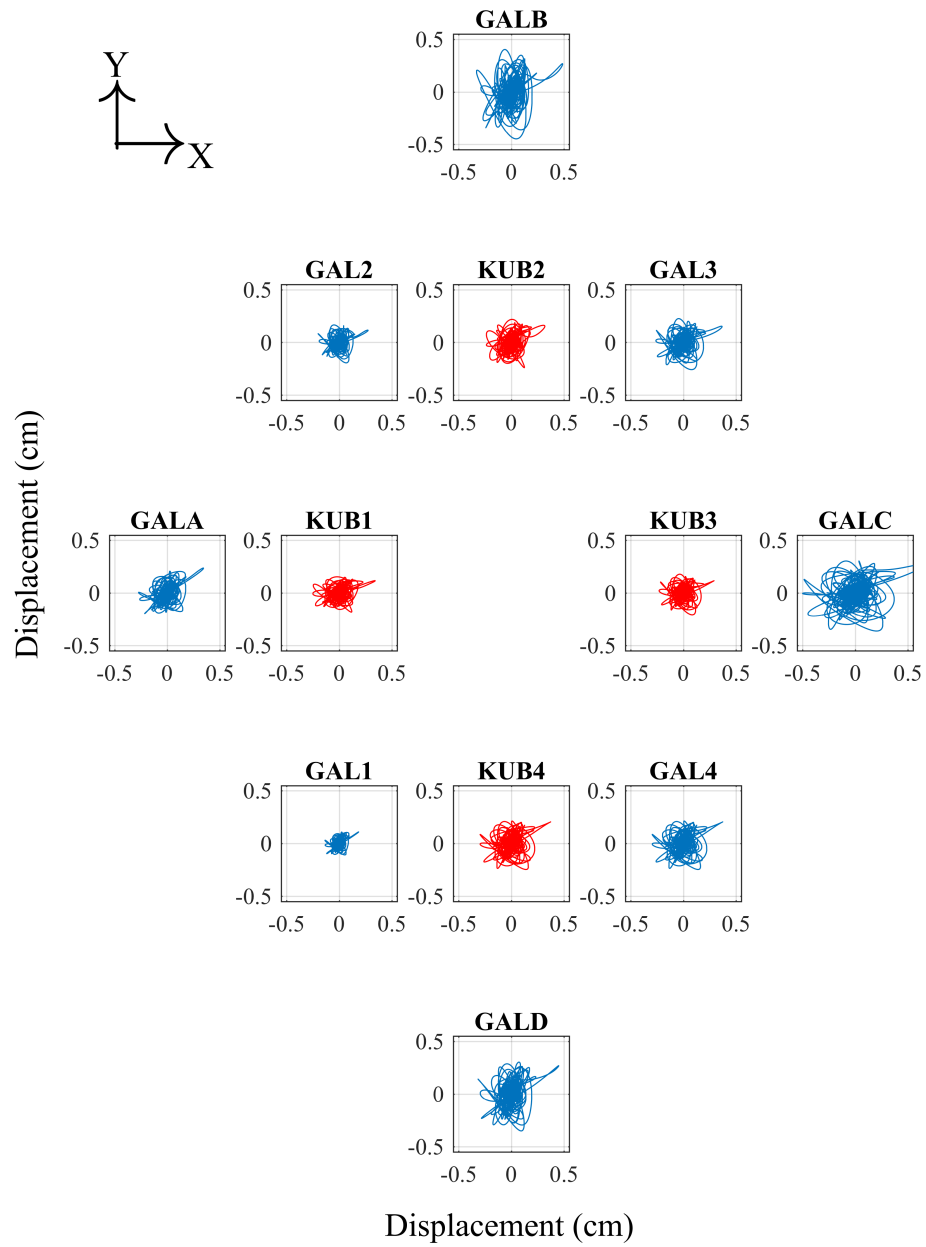 GALB
Y
X
0.5
0
-0.5
-0.5 0 0.5
GAL2 KUB2 GAL3
0.5 0.5 0.5
0 0 0
-0.5 -0.5 -0.5
-0.5 0 0.5 -0.5 0 0.5 -0.5 0 0.5
Displacement (cm)
GALA KUB1 KUB3 GALC
0.5 0.5 0.5 0.5
0 0 0 0
-0.5 -0.5 -0.5 -0.5
-0.5 0 0.5 -0.5 0 0.5 -0.5 0 0.5 -0.5 0 0.5
GAL1 KUB4 GAL4
0.5 0.5 0.5
0 0 0
-0.5 -0.5 -0.5
-0.5 0 0.5 -0.5 0 0.5 -0.5 0 0.5
GALD
0.5
0
-0.5
-0.5 0 0.5
Displacement (cm)